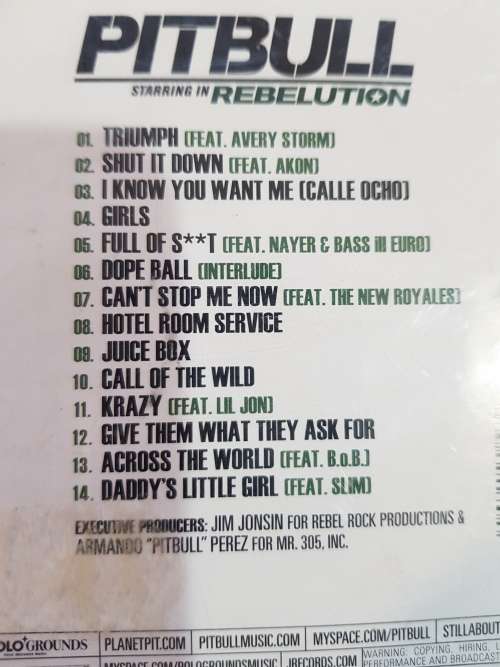 PITBULL
STARRING IN REBELUTION
01. TRIUMPH (FEAT. AVERY STORM)
02. SHUT IT DOWN (FEAT. AKON)
03. I KNOW YOU WANT ME (CALLE OCHO)
04. GIRLS
05. FULL OF S**T (FEAT. NAYER & BASS III EURO)
06. DOPE BALL (INTERLUDE)
07. CAN'T STOP ME NOW (FEAT. THE NEW ROYALES)
08. HOTEL ROOM SERVICE
09. JUICE BOX
10. CALL OF THE WILD
11. KRAZY (FEAT. LIL JON)
12. GIVE THEM WHAT THEY ASK FOR
13. ACROSS THE WORLD (FEAT. B.o.B.)
14. DADDY'S LITTLE GIRL (FEAT. SLIM)
EXECUTIVE PRODUCERS: JIM JONSIN FOR REBEL ROCK PRODUCTIONS &
ARMANDO "PITBULL" PEREZ FOR MR. 305, INC.
OLO GROUNDS PLANETPIT.COM PITBULLMUSIC.COM MYSPACE.COM/PITBULL STILLABOUT
MYSPACE.COM/POLOGROUNDSMUSIC JRECORDS.COM WARNING: COPYING, HIRING,
PERFORMANCE AND BROADCAST